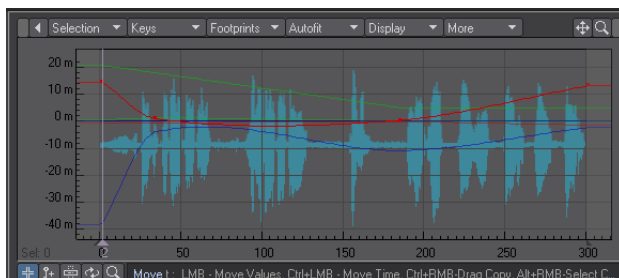 Selection Keys Footprints Autofit Display More
20 m
10 m
0 m
-10 m
-20 m
-30 m
-40 m
Sel: 0
0 50 100 150 200 250 300
Move t: LMB - Move Values Ctrl+LMB - Move Time Ctrl+RMB-Drag Copy Alt+RMB-Select C...